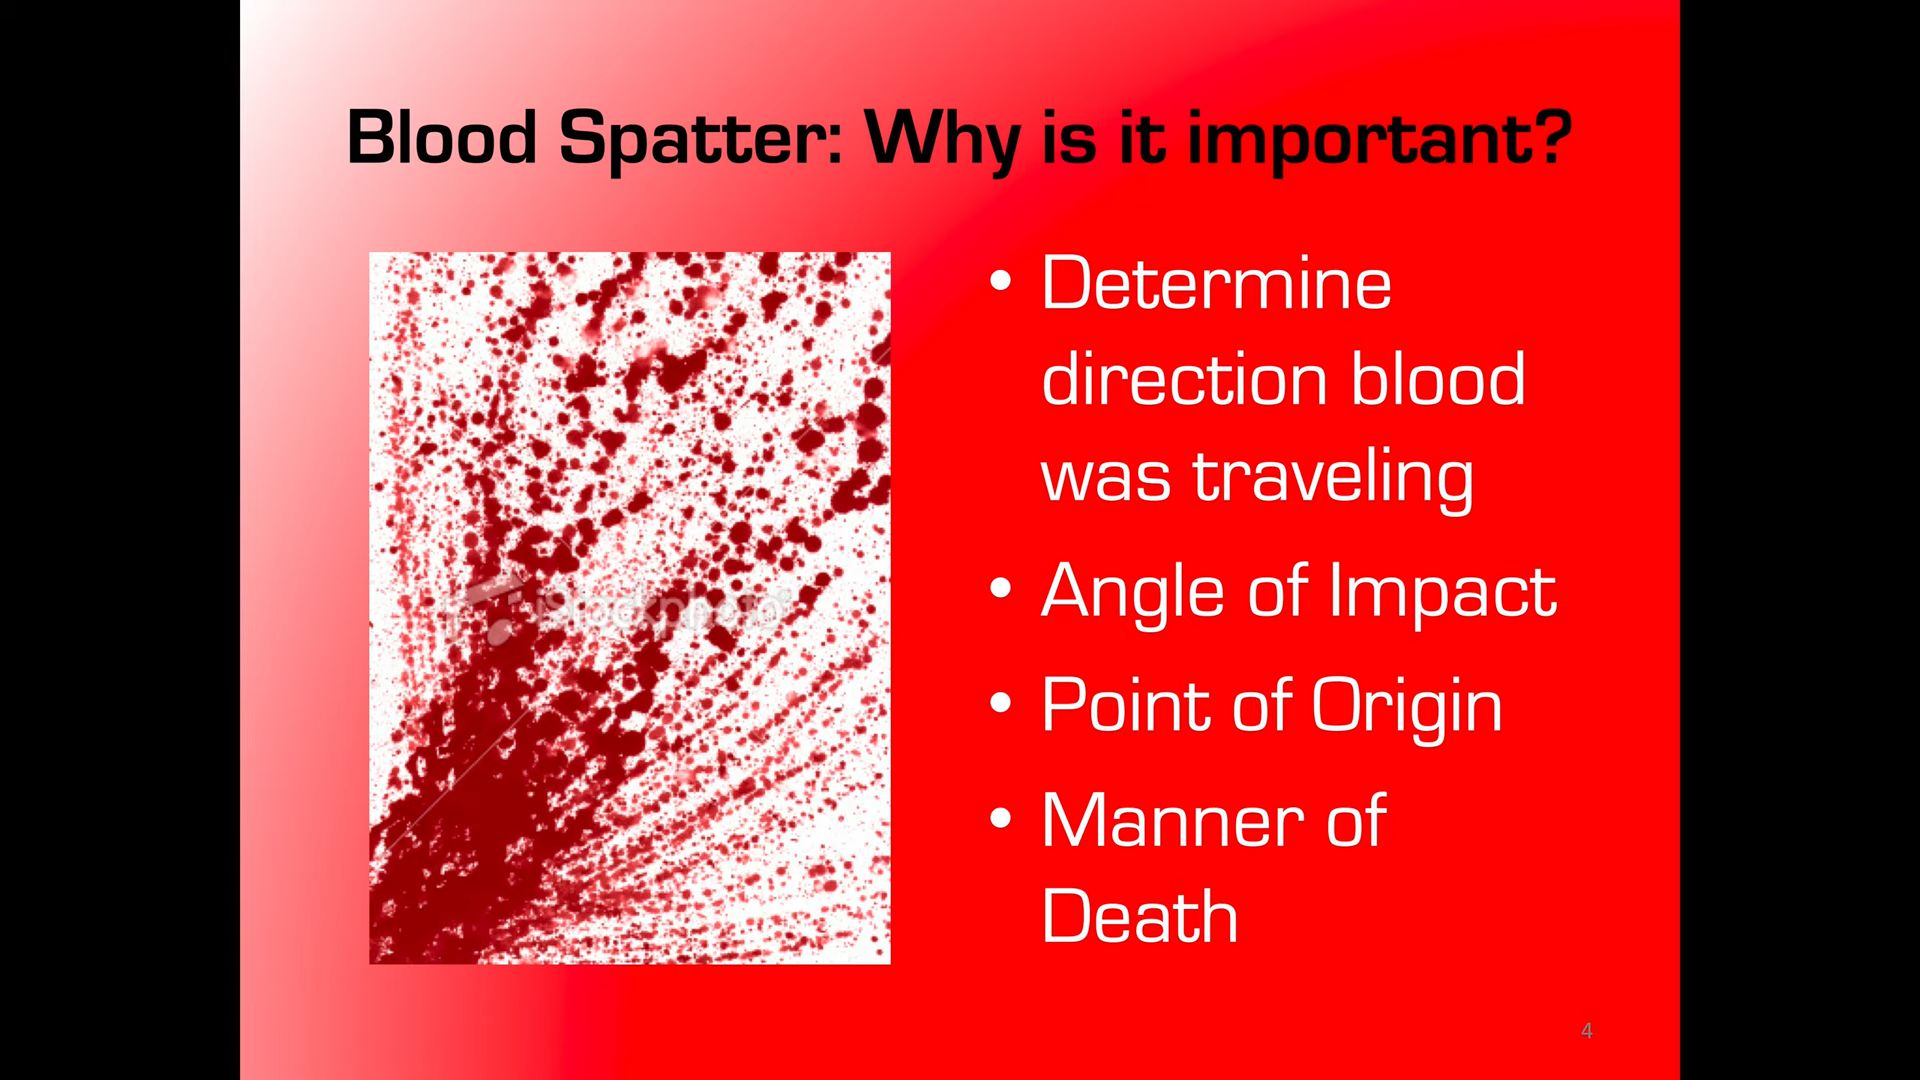 Blood Spatter: Why is it important?
• Determine
direction blood
was traveling
• Angle of Impact
• Point of Origin
• Manner of
Death
iStockphoto
4